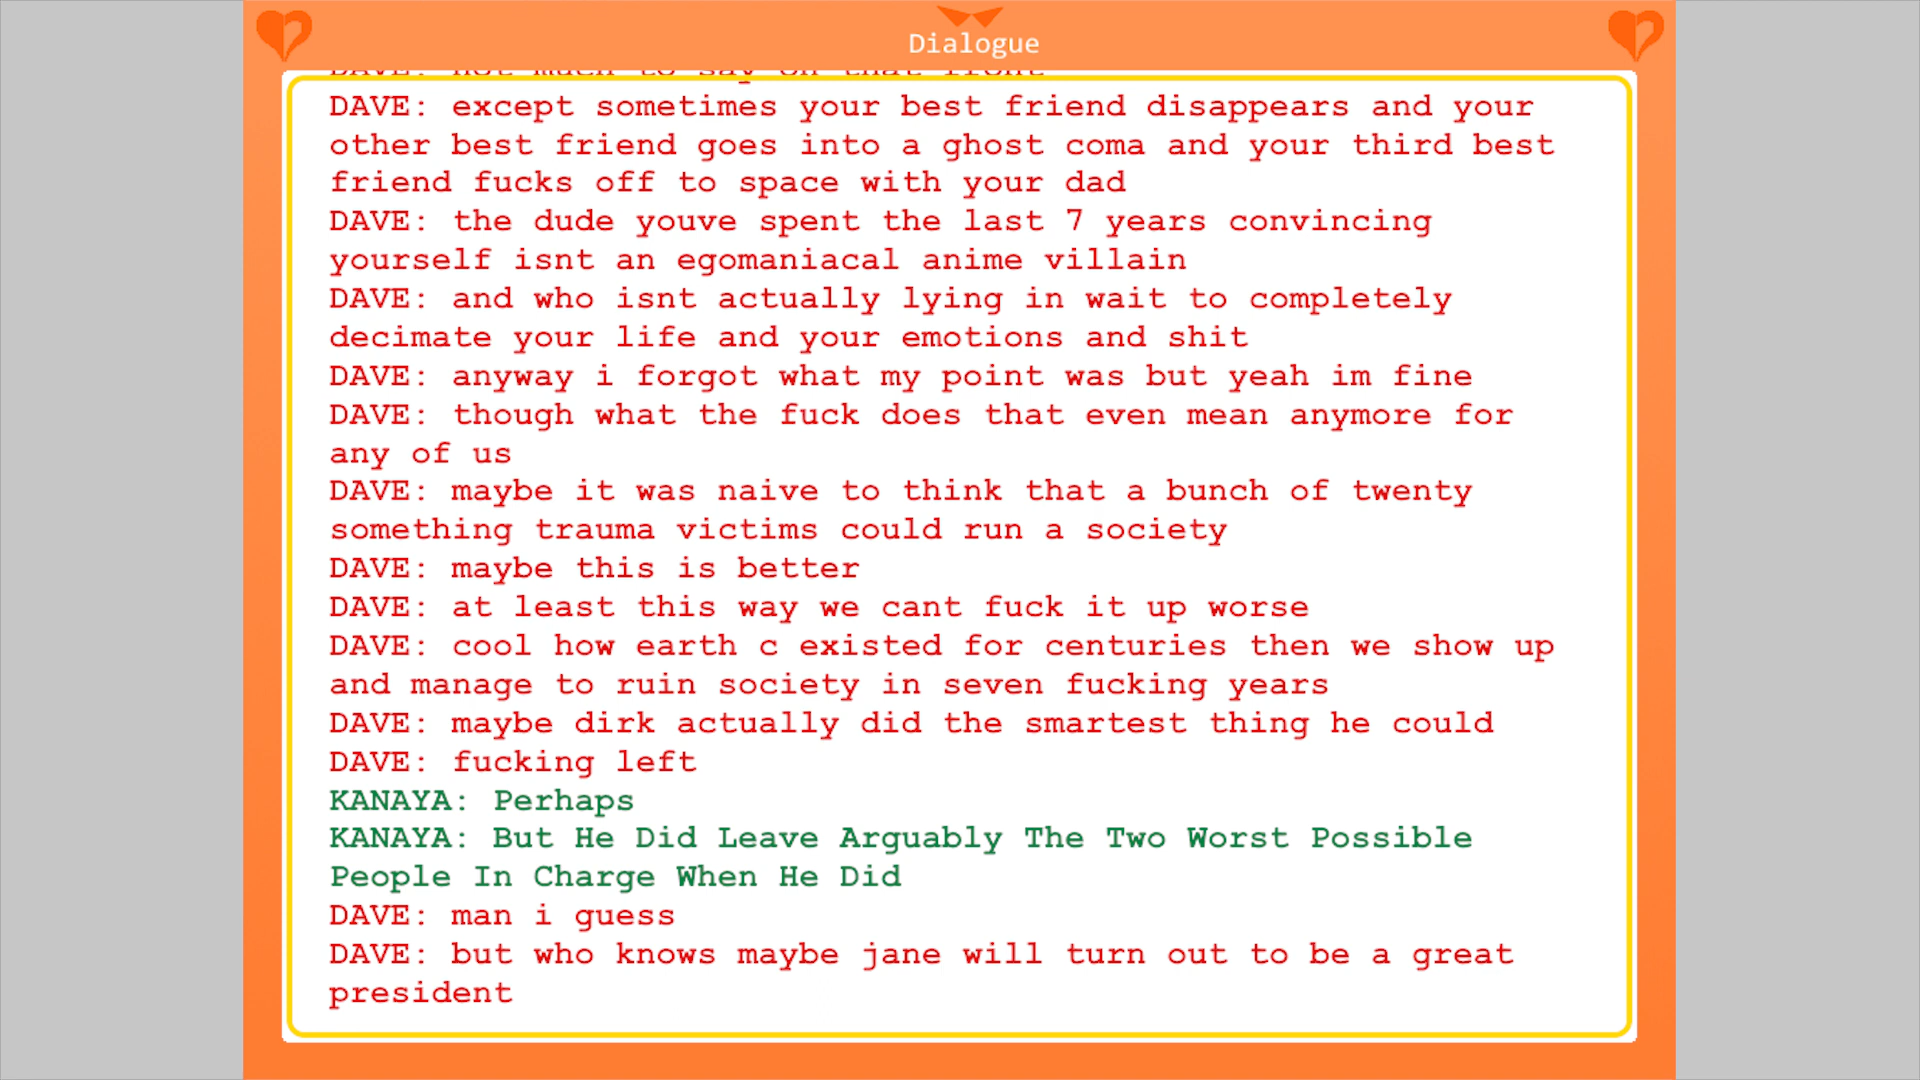 Dialogue
DAVE: not much to say on that front
DAVE: except sometimes your best friend disappears and your
other best friend goes into a ghost coma and your third best
friend fucks off to space with your dad
DAVE: the dude youve spent the last 7 years convincing
yourself isnt an egomaniacal anime villain
DAVE: and who isnt actually lying in wait to completely
decimate your life and your emotions and shit
DAVE: anyway i forgot what my point was but yeah im fine
DAVE: though what the fuck does that even mean anymore for
any of us
DAVE: maybe it was naive to think that a bunch of twenty
something trauma victims could run a society
DAVE: maybe this is better
DAVE: at least this way we cant fuck it up worse
DAVE: cool how earth c existed for centuries then we show up
and manage to ruin society in seven fucking years
DAVE: maybe dirk actually did the smartest thing he could
DAVE: fucking left
KANAYA: Perhaps
KANAYA: But He Did Leave Arguably The Two Worst Possible
People In Charge When He Did
DAVE: man i guess
DAVE: but who knows maybe jane will turn out to be a great
president